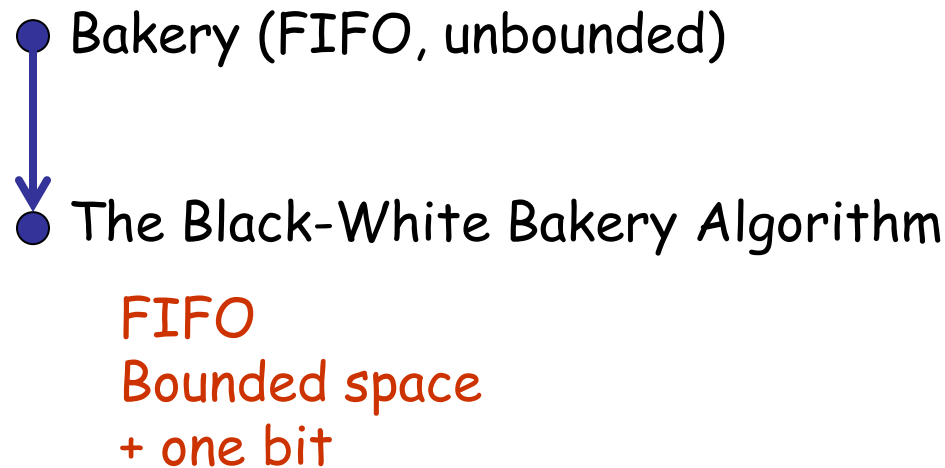 Bakery (FIFO, unbounded)
The Black-White Bakery Algorithm
FIFO
Bounded space
+ one bit